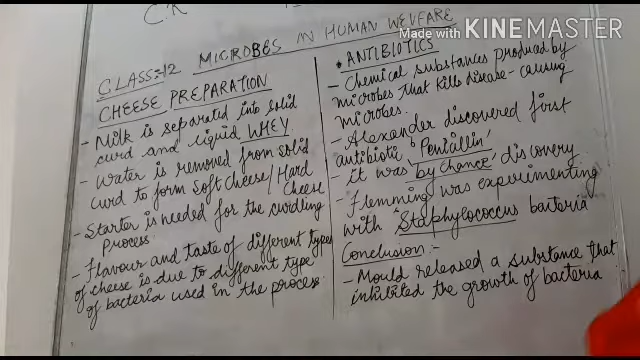 Made with KINEMASTER
CLASS:-12 MICROBES IN HUMAN WELFARE
CHEESE PREPARATION
- Milk is separated into solid
curd and liquid WHEY
- Water is removed from solid
curd to form Soft cheese/Hard
Cheese
- Starter is needed for the curdling
process
- Flavour and taste of different types
of cheese is due to different type
of bacteria used in the process.
• ANTIBIOTICS
- Chemical substances produced by
microbes that kills disease-causing
microbes.
- Alexander discovered first
antibioti 'Penicillin'
it was 'by chance' discovery
- Flemming was experimenting
with Staphylococcus bacteria
Conclusion:-
- Mould released a substance that
inhibited the growth of bacteria